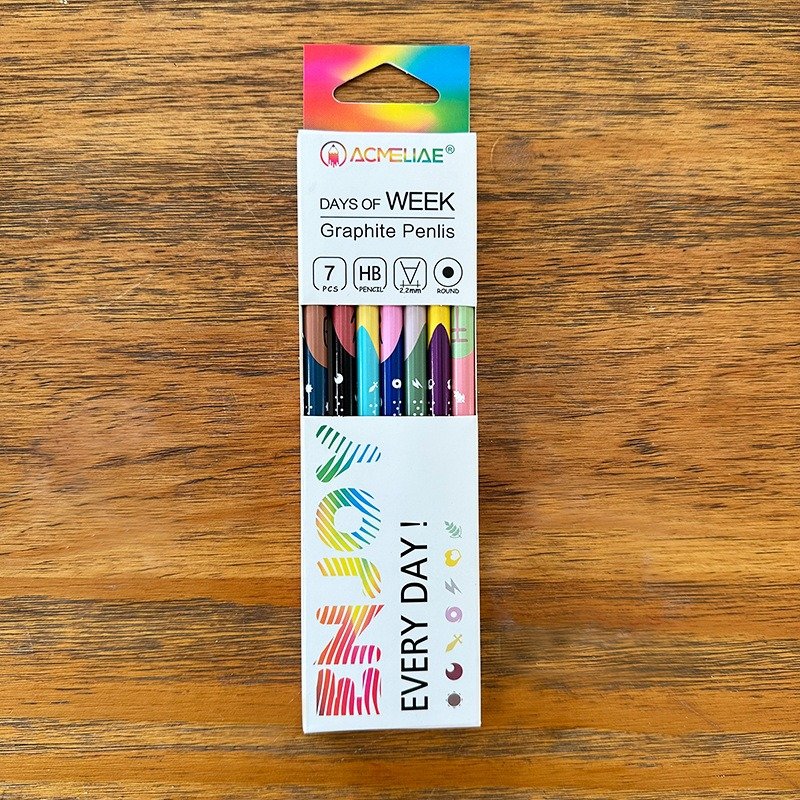 ACMELIAE®
DAYS OF WEEK
Graphite Penlis
7
PCS
HB
PENCIL
2.2mm
ROUND
H
ENJOY
EVERY DAY!